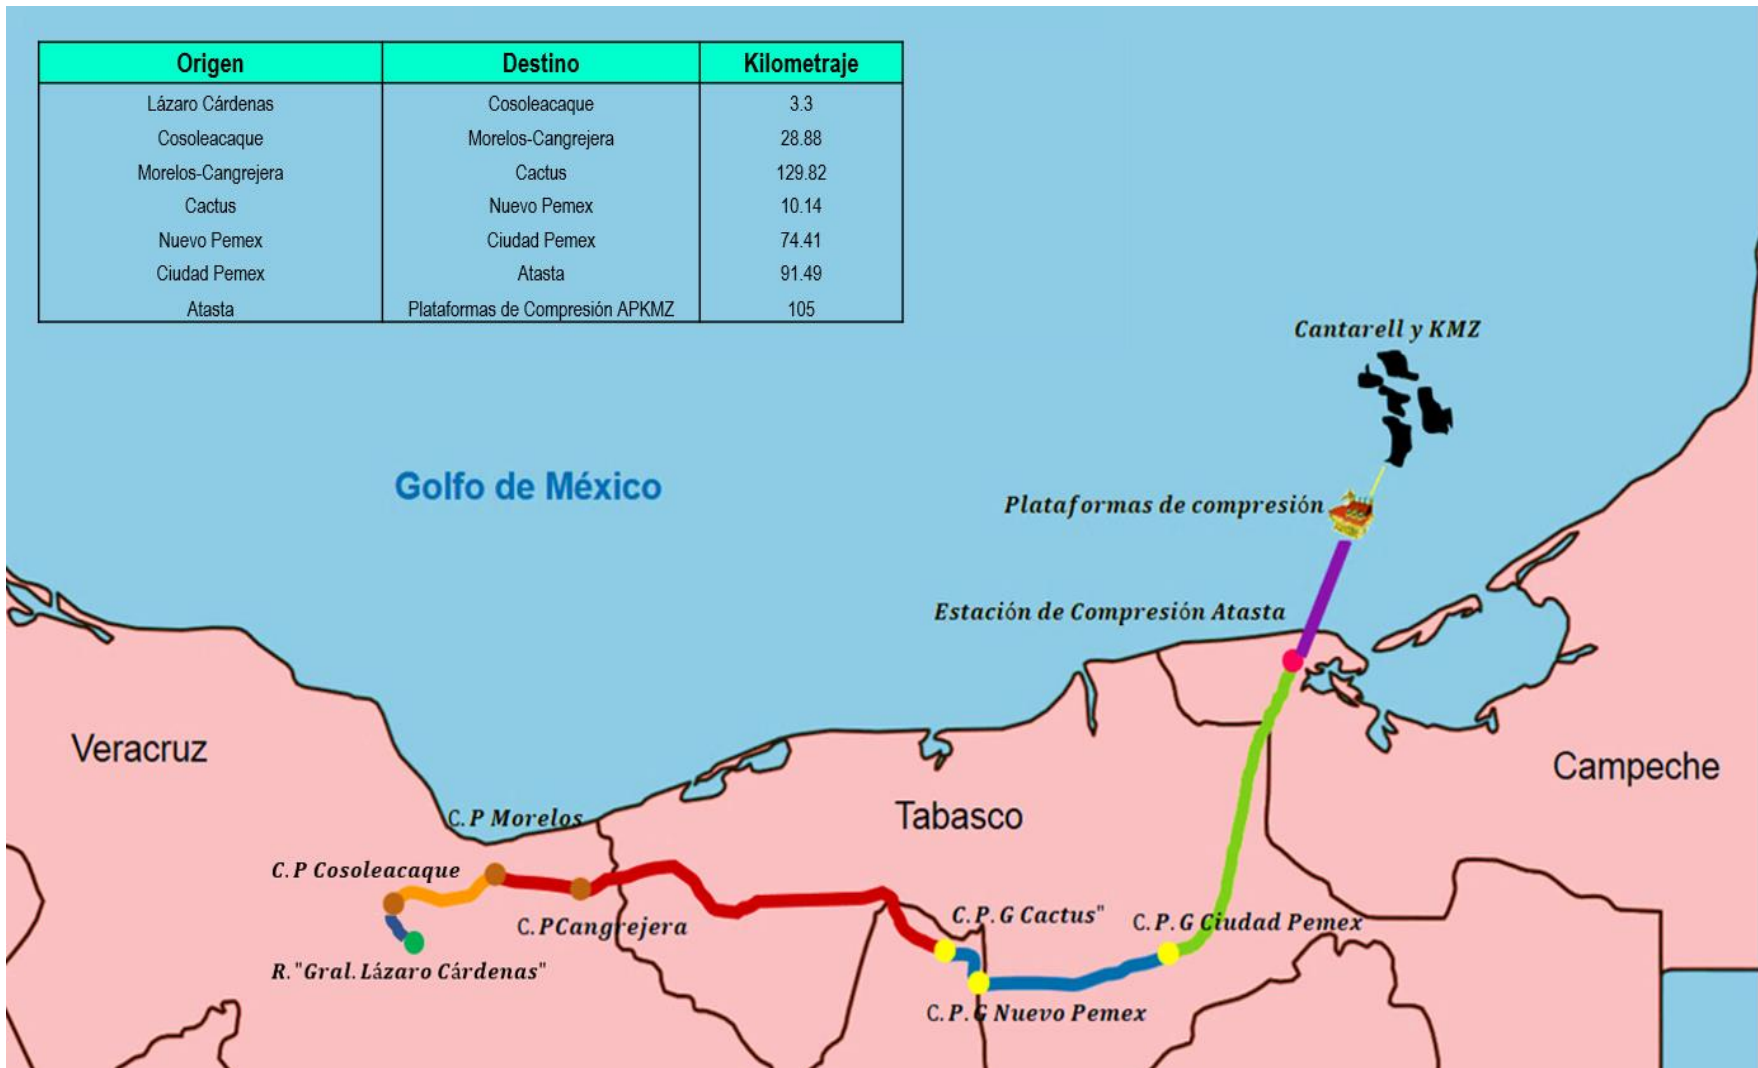 Origen Destino Kilometraje
Lázaro Cárdenas Cosoleacaque 3.3
Cosoleacaque Morelos-Cangrejera 28.88
Morelos-Cangrejera Cactus 129.82
Cactus Nuevo Pemex 10.14
Nuevo Pemex Ciudad Pemex 74.41
Ciudad Pemex Atasta 91.49
Atasta Plataformas de Compresión APKMZ 105
Cantarell y KMZ
Golfo de México
Plataformas de compresión
Estación de Compresión Atasta
Veracruz
Campeche
Tabasco
C. P Morelos
C. P Cosoleacaque
C. P. G Cactus"
C. P. G Ciudad Pemex
C. P Cangrejera
R. "Gral. Lázaro Cárdenas"
C. P. G Nuevo Pemex